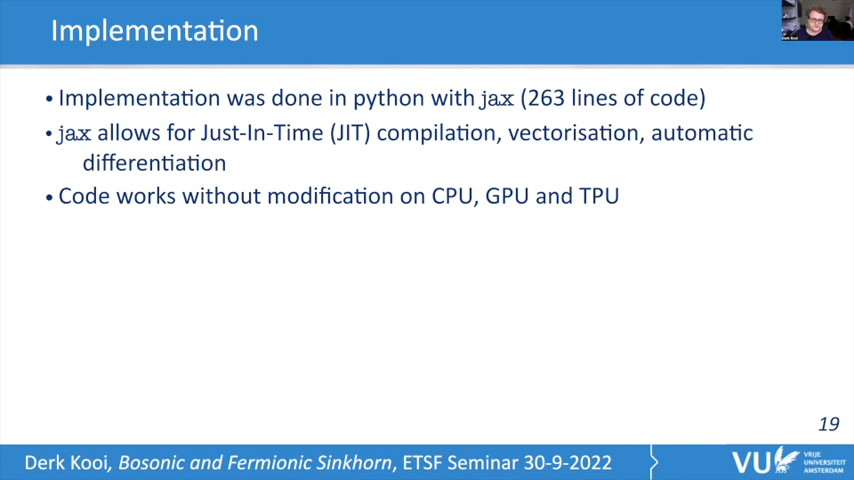 Implementation
Derk Kooi
• Implementation was done in python with jax (263 lines of code)
• jax allows for Just-In-Time (JIT) compilation, vectorisation, automatic
differentiation
• Code works without modification on CPU, GPU and TPU
19
Derk Kooi, Bosonic and Fermionic Sinkhorn, ETSF Seminar 30-9-2022
VU
VRIJE
UNIVERSITEIT
AMSTERDAM